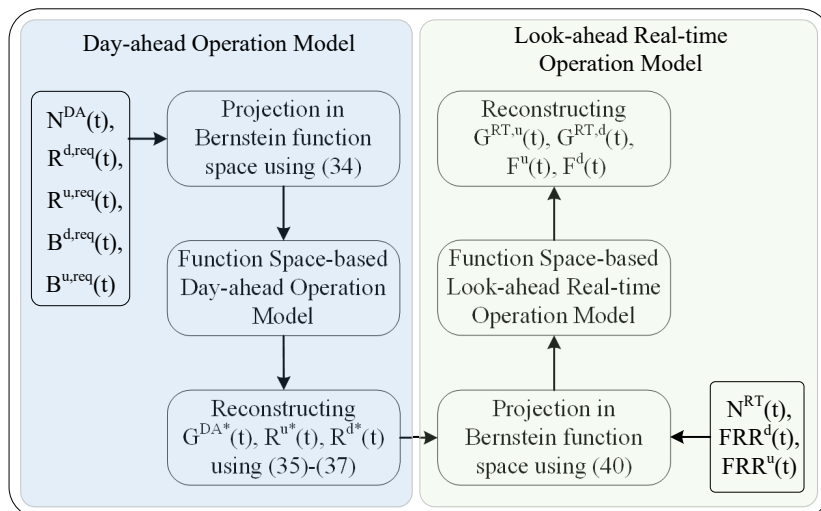 Day-ahead Operation Model
N^DA(t),
R^d,req(t),
R^u,req(t),
B^d,req(t),
B^u,req(t)
Projection in
Bernstein function
space using (34)
Function Space-based
Day-ahead Operation
Model
Reconstructing
G^DA*(t), R^u*(t), R^d*(t)
using (35)-(37)
Look-ahead Real-time
Operation Model
Reconstructing
G^RT,u(t), G^RT,d(t),
F^u(t), F^d(t)
Function Space-based
Look-ahead Real-time
Operation Model
Projection in
Bernstein function
space using (40)
N^RT(t),
FRR^d(t),
FRR^u(t)